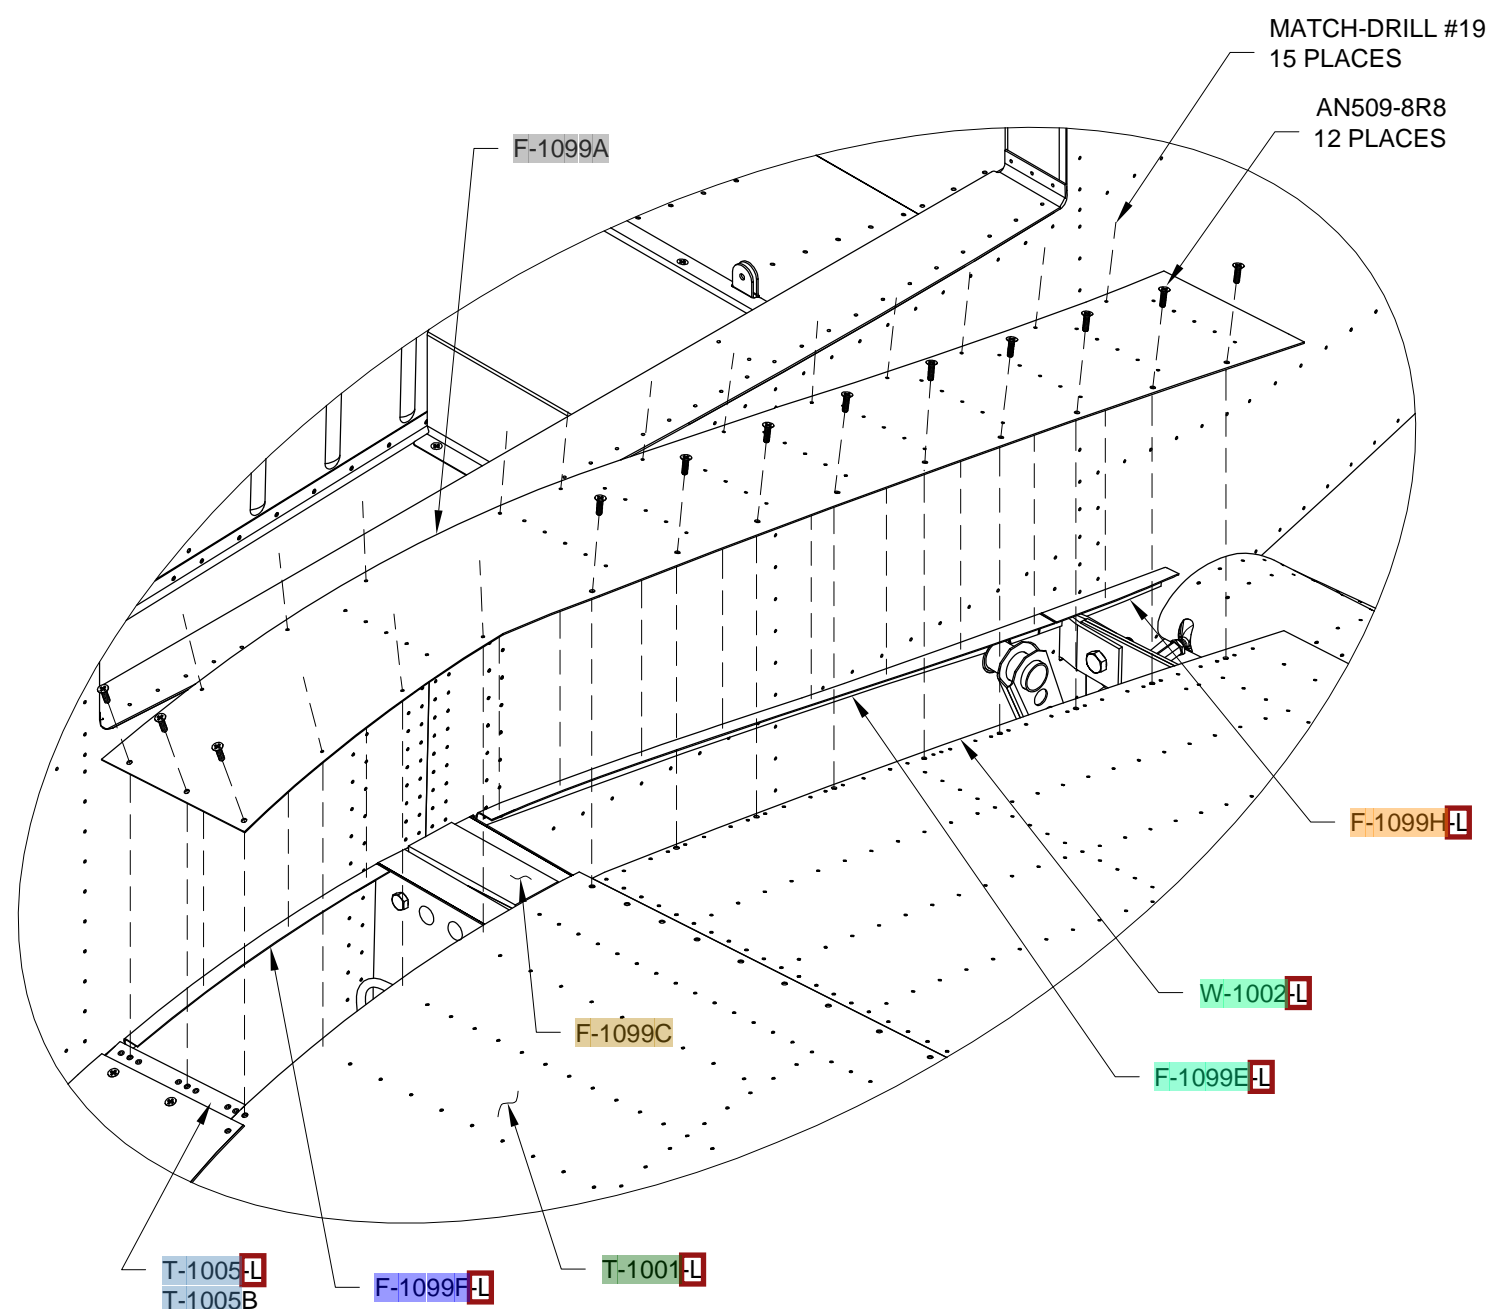 MATCH-DRILL #19
15 PLACES
AN509-8R8
12 PLACES
F-1099A
F-1099H-L
W-1002-L
F-1099C
F-1099E-L
T-1001-L
T-1005-L
T-1005B
F-1099F-L